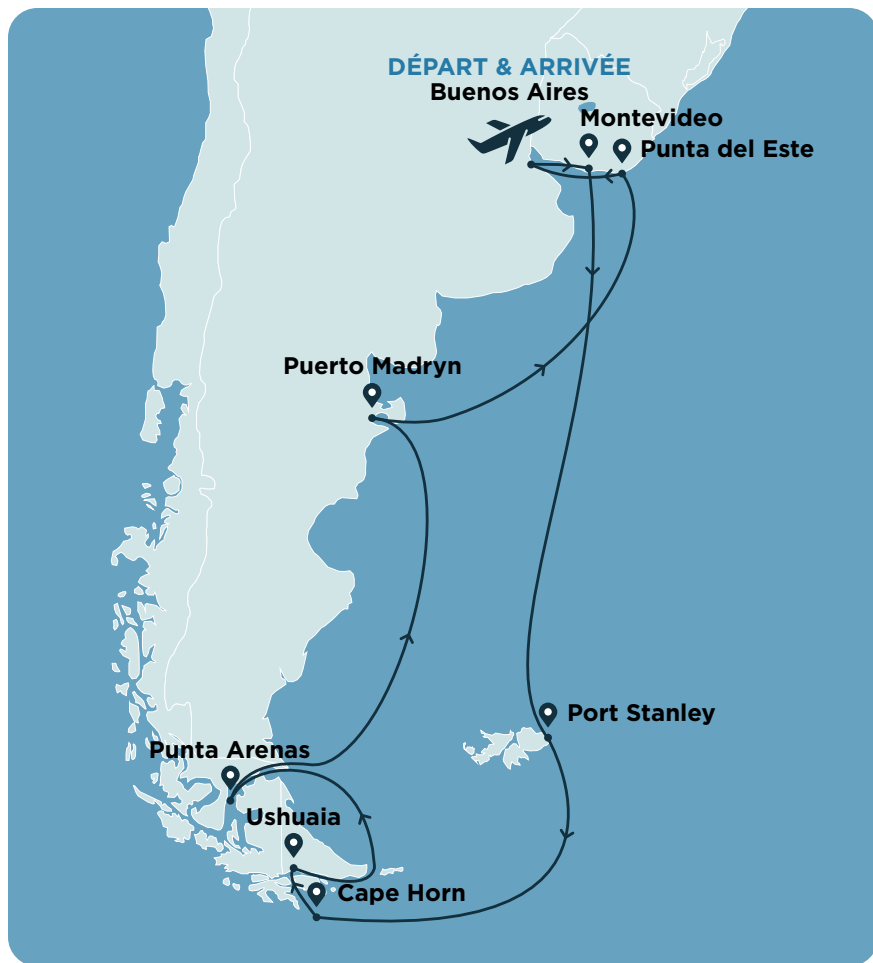 DÉPART & ARRIVÉE
Buenos Aires
Montevideo
Punta del Este
Puerto Madryn
Port Stanley
Punta Arenas
Ushuaia
Cape Horn